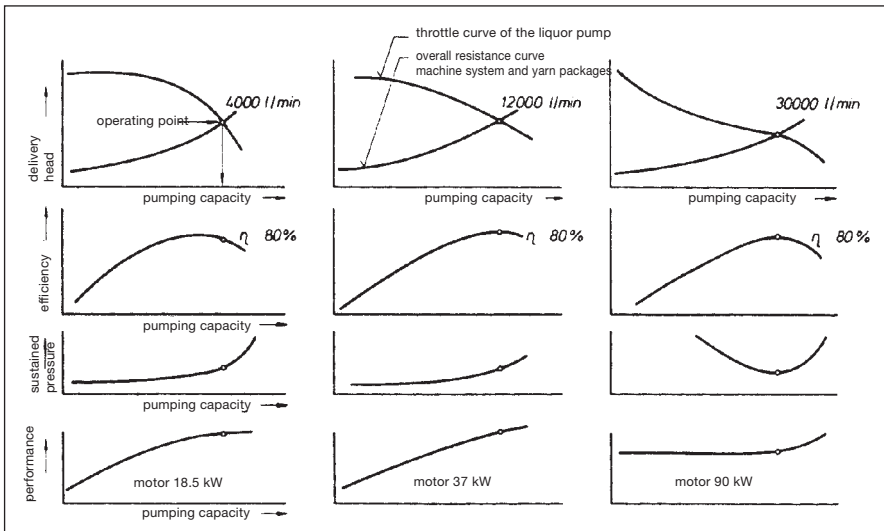 throttle curve of the liquor pump
overall resistance curve
machine system and yarn packages
4000 l/min
12000 l/min
30000 l/min
operating point
delivery
head
pumping capacity
pumping capacity
pumping capacity
η 80%
η 80%
η 80%
efficiency
pumping capacity
sustained
pressure
pumping capacity
performance
motor 18.5 kW
motor 37 kW
motor 90 kW
pumping capacity